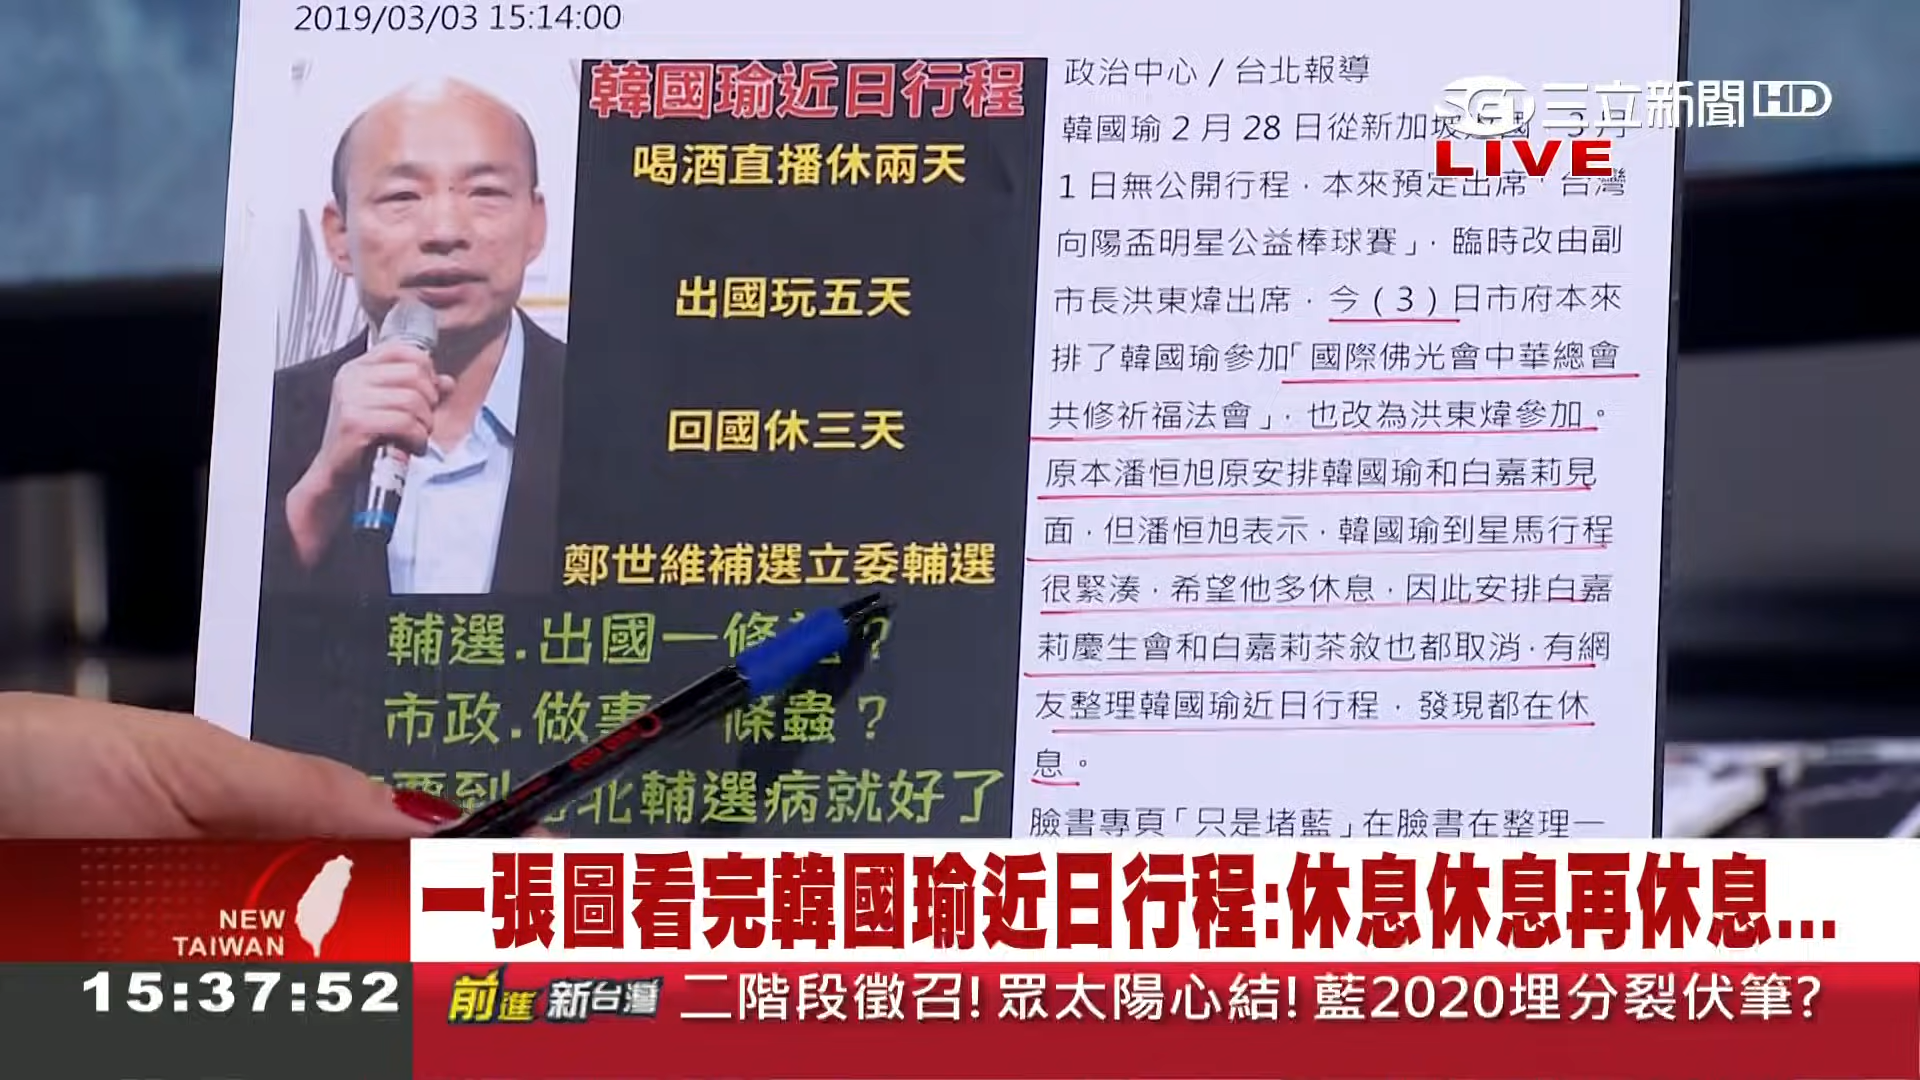 2019/03/03 15:14:00
韓國瑜近日行程
喝酒直播休兩天
出國玩五天
回國休三天
鄭世維補選立委輔選
輔選.出國一條
?
市政.做事
條蟲?
要到
北輔選病就好了
政治中心/台北報導
韓國瑜2月28日從新加坡
國,3月
1日無公開行程,本來預定出席「台灣
向陽盃明星公益棒球賽」,臨時改由副
市長洪東煒出席,今(3)日市府本來
排了韓國瑜參加「國際佛光會中華總會
共修祈福法會」,也改為洪東煒參加。
原本潘恒旭原安排韓國瑜和白嘉莉見
面,但潘恒旭表示,韓國瑜到星馬行程
很緊湊,希望他多休息,因此安排白嘉
莉慶生會和白嘉莉茶敘也都取消.有網
友整理韓國瑜近日行程,發現都在休
息。
臉書專頁「只是堵藍」在臉書在整理一
三立新聞HD
LIVE
NEW
TAIWAN
一張圖看完韓國瑜近日行程:休息休息再休息...
15:37:52
前進新台灣
二階段徵召!眾太陽心結!藍2020埋分裂伏筆?